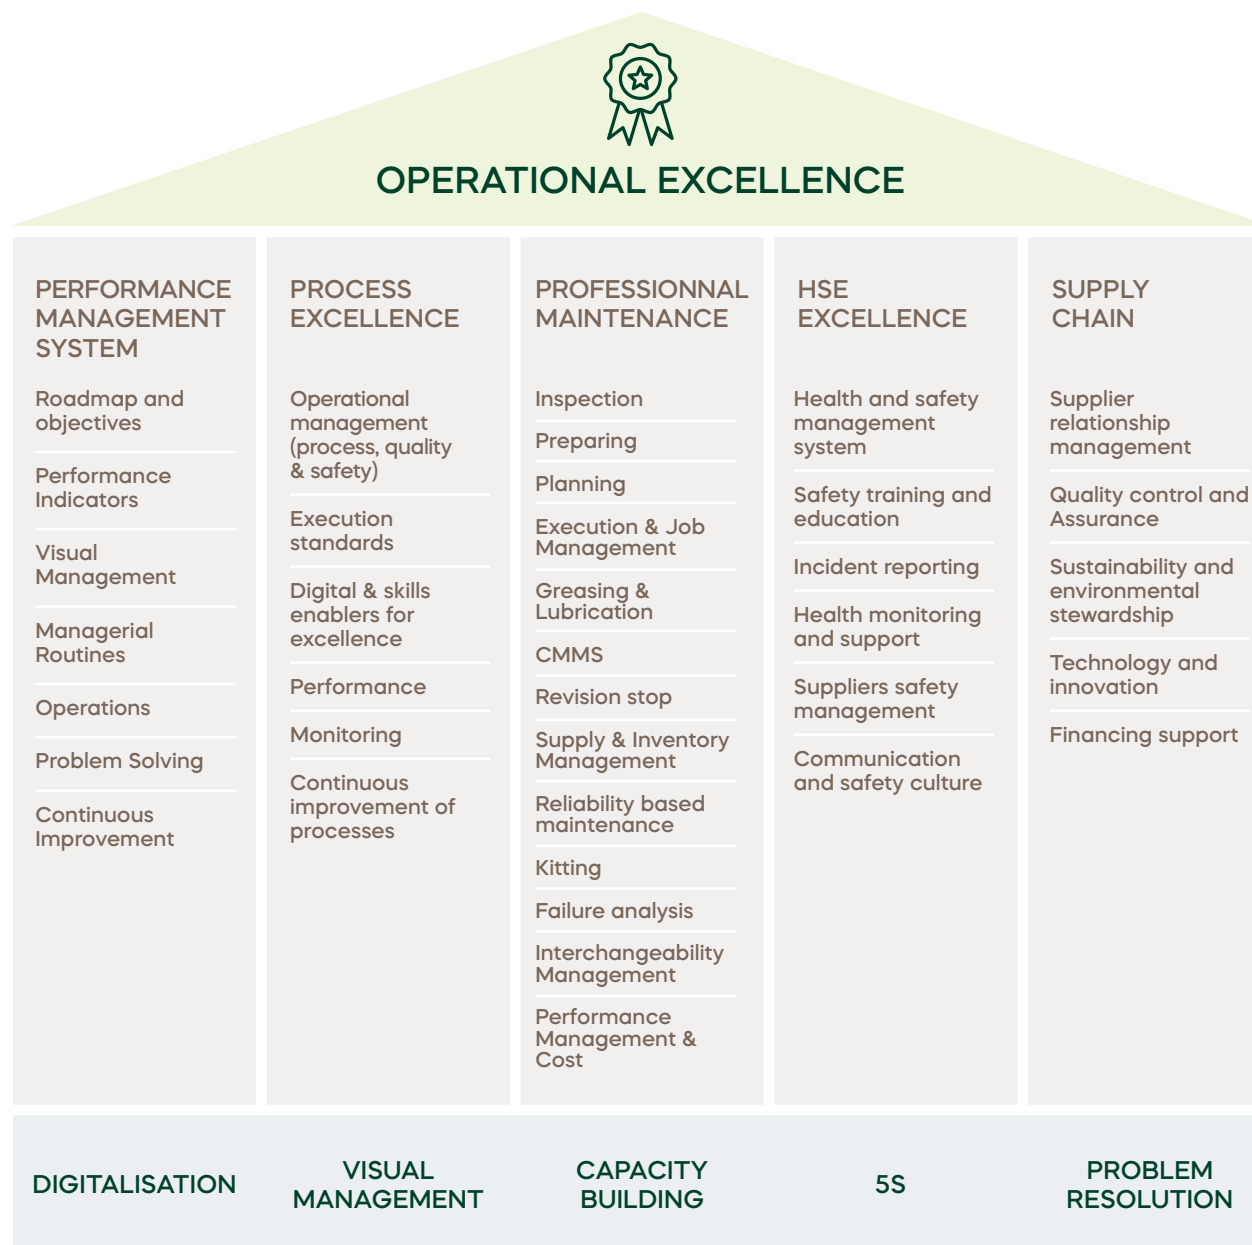 OPERATIONAL EXCELLENCE
PERFORMANCE
MANAGEMENT
SYSTEM
Roadmap and
objectives
Performance
Indicators
Visual
Management
Managerial
Routines
Operations
Problem Solving
Continuous
Improvement
PROCESS
EXCELLENCE
Operational
management
(process, quality
& safety)
Execution
standards
Digital & skills
enablers for
excellence
Performance
Monitoring
Continuous
improvement of
processes
PROFESSIONNAL
MAINTENANCE
Inspection
Preparing
Planning
Execution & Job
Management
Greasing &
Lubrication
CMMS
Revision stop
Supply & Inventory
Management
Reliability based
maintenance
Kitting
Failure analysis
Interchangeability
Management
Performance
Management &
Cost
HSE
EXCELLENCE
Health and safety
management
system
Safety training and
education
Incident reporting
Health monitoring
and support
Suppliers safety
management
Communication
and safety culture
SUPPLY
CHAIN
Supplier
relationship
management
Quality control and
Assurance
Sustainability and
environmental
stewardship
Technology and
innovation
Financing support
DIGITALISATION
VISUAL
MANAGEMENT
CAPACITY
BUILDING
5S
PROBLEM
RESOLUTION